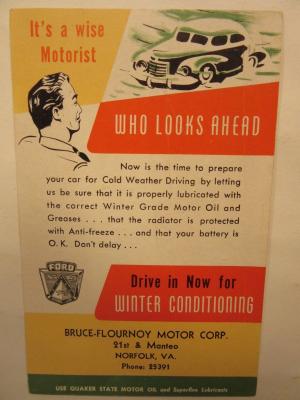 It's a wise
Motorist
WHO LOOKS AHEAD
Now is the time to prepare
your car for Cold Weather Driving by letting
us be sure that it is properly lubricated with
the correct Winter Grade Motor Oil and
Greases . . . that the radiator is protected
with Anti-freeze . . . and that your battery is
O.K. Don't delay . . .
FORD
Drive in Now for
WINTER CONDITIONING
BRUCE-FLOURNOY MOTOR CORP.
21st & Manteo
NORFOLK, VA.
Phone: 25391
USE QUAKER STATE MOTOR OIL and Superfine Lubricants